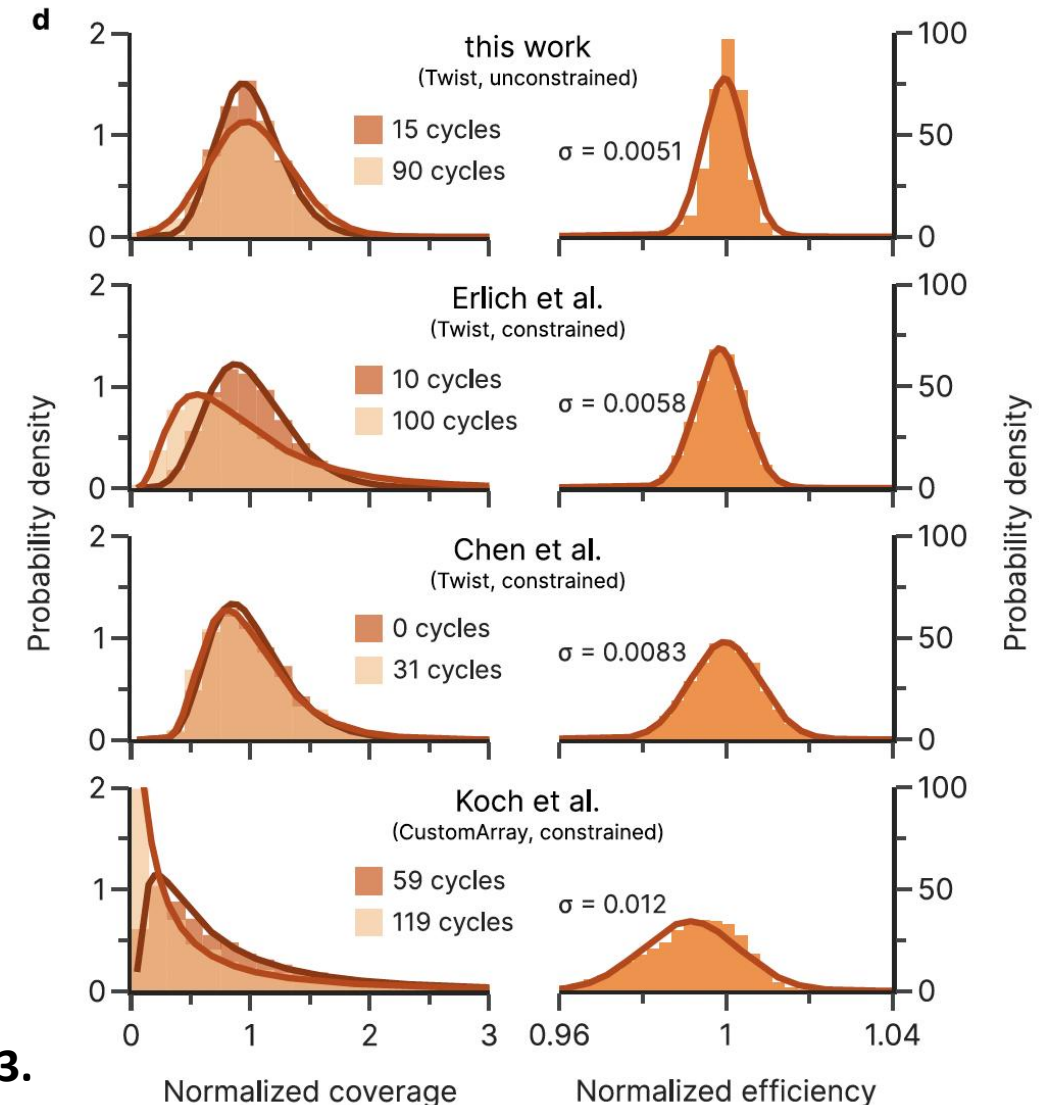 d
this work
(Twist, unconstrained)
15 cycles
90 cycles
σ = 0.0051
2
1
0
100
50
0
Erlich et al.
(Twist, constrained)
10 cycles
100 cycles
σ = 0.0058
2
1
0
100
50
0
Chen et al.
(Twist, constrained)
0 cycles
31 cycles
σ = 0.0083
2
1
0
100
50
0
Koch et al.
(CustomArray, constrained)
59 cycles
119 cycles
σ = 0.012
2
1
0
100
50
0
Probability density
Probability density
0 1 2 3
0.96 1 1.04
3.
Normalized coverage
Normalized efficiency